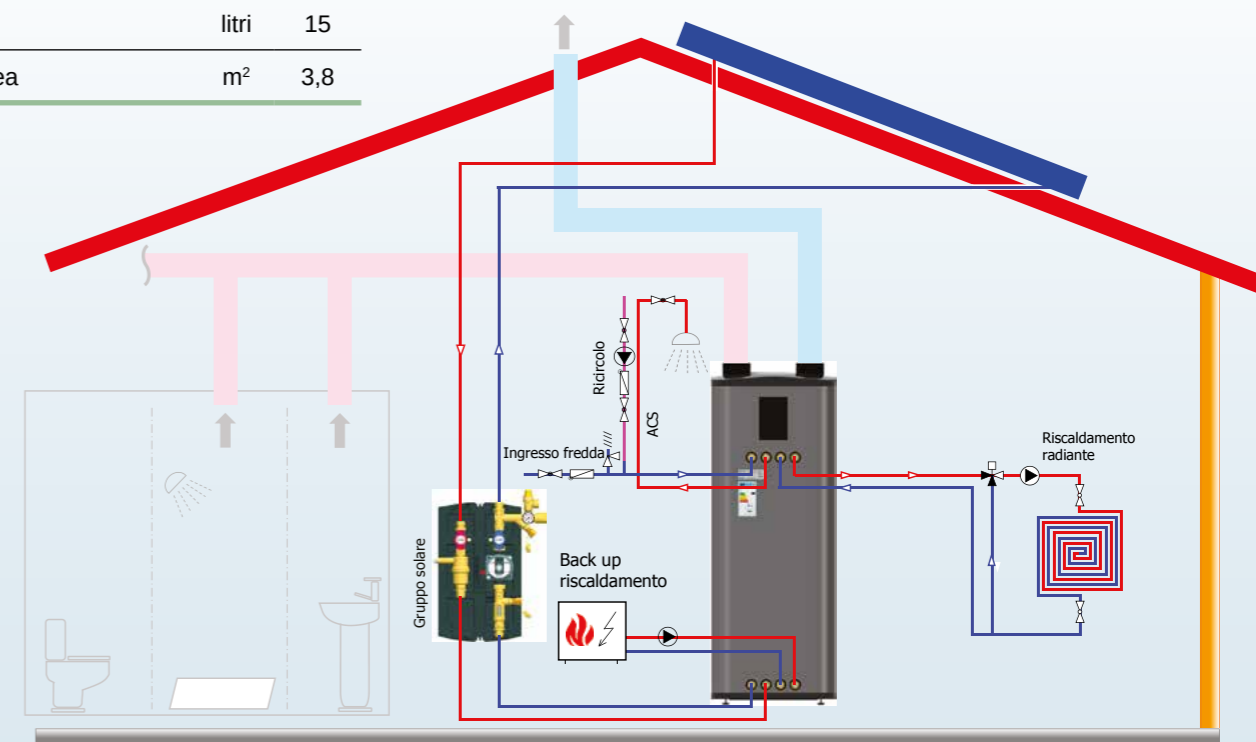 litri 15
ea m² 3,8
Ricircolo
ACS
Ingresso fredda
Riscaldamento
radiante
Gruppo solare
Back up
riscaldamento